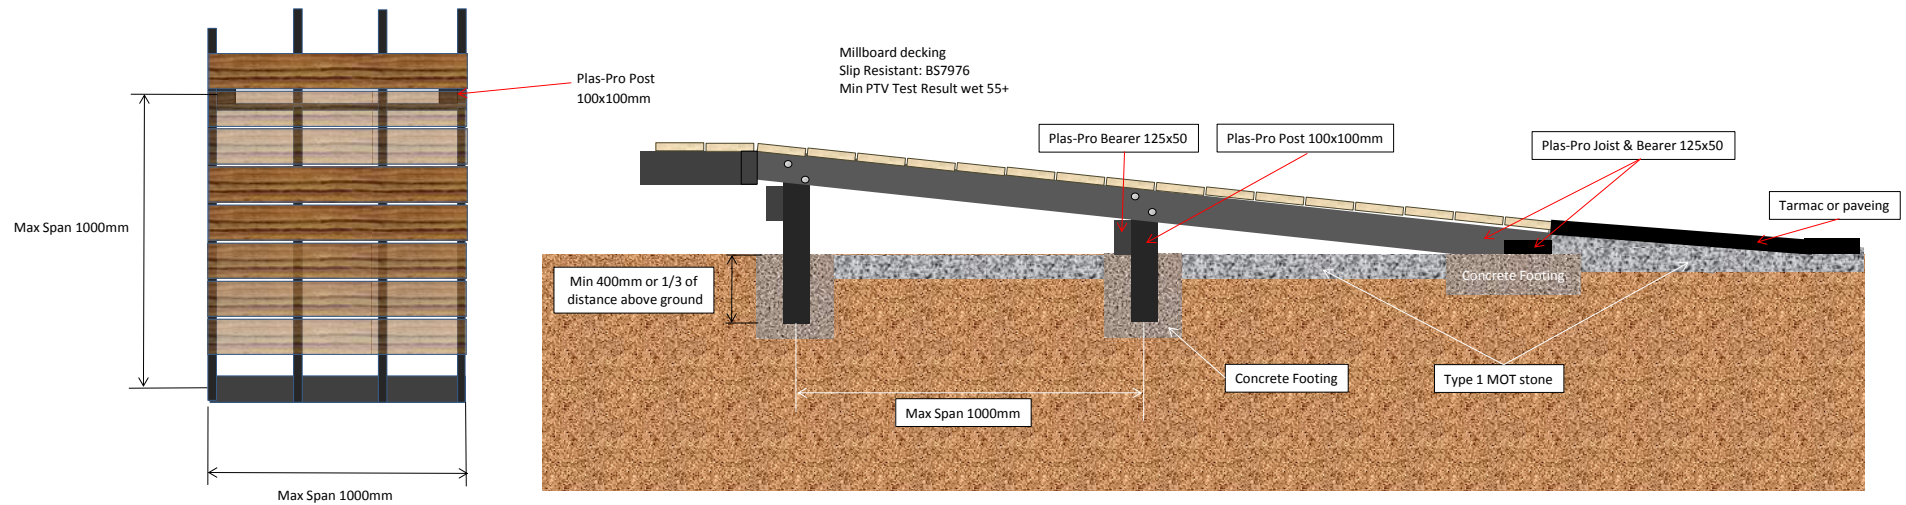 Millboard decking
Slip Resistant: BS7976
Min PTV Test Result wet 55+
Plas-Pro Post
100x100mm
Max Span 1000mm
Max Span 1000mm
Plas-Pro Bearer 125x50
Plas-Pro Post 100x100mm
Plas-Pro Joist & Bearer 125x50
Tarmac or paveing
Min 400mm or 1/3 of
distance above ground
Concrete Footing
Concrete Footing
Type 1 MOT stone
Max Span 1000mm